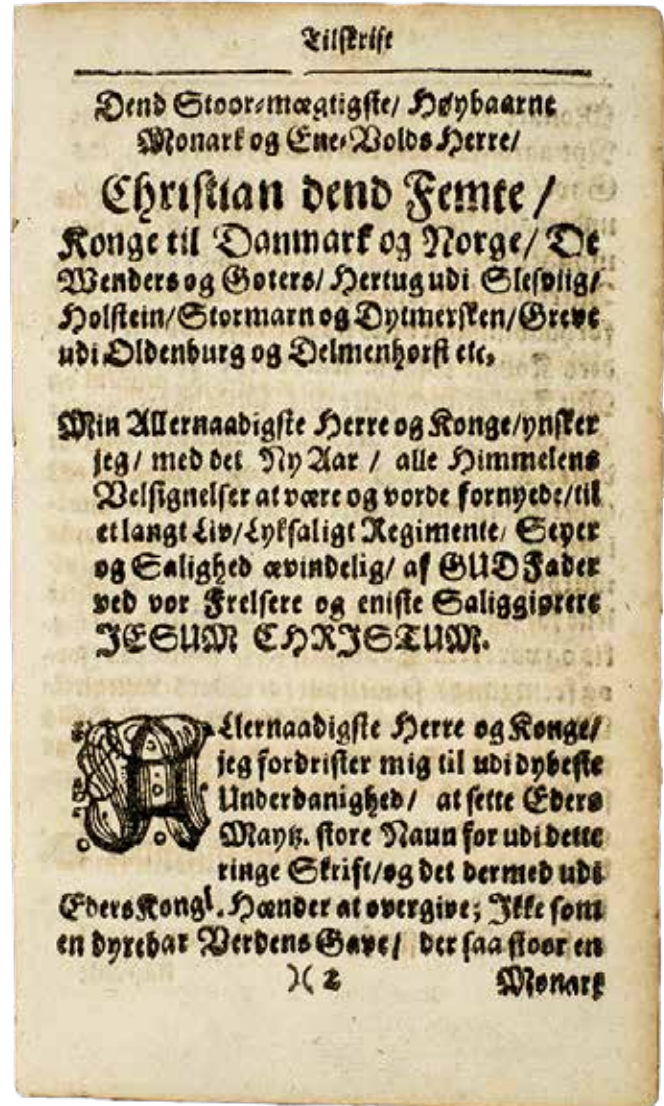 Tilskrift
Dend Stoor-mægtigste/ Høybaarne
Monark og Ene-Volds Herre/
Christian dend Femte /
Konge til Danmark og Norge/ De
Wenders og Goters/ Hertug udi Slesvlig/
Holstein/Stormarn og Dytmersken/Greve
udi Oldenburg og Delmenhorst etc,
Min Allernaadigste Herre og Konge/ynsker
jeg/ med det Ny Aar / alle Himmelens
Velsignelser at være og vorde fornyede/til
et langt Liv/Lyksaligt Regimente/ Seyer
og Salighed ævindelig/ af GUD Fader
ved vor Frelsere og eniste Saliggiørere
JESUM CHRISTUM.
ALlernaadigste Herre og Konge/
jeg fordrister mig til udi dybeste
Underdanighed/ at sette Eders
Maytz. store Naun for udi dette
ringe Skrift/og det dermed udi
Eders Kongl. Hænder at overgive; Ikke som
en dyrebar Verdens Gave/ der saa stoor en
)( 2 Monark